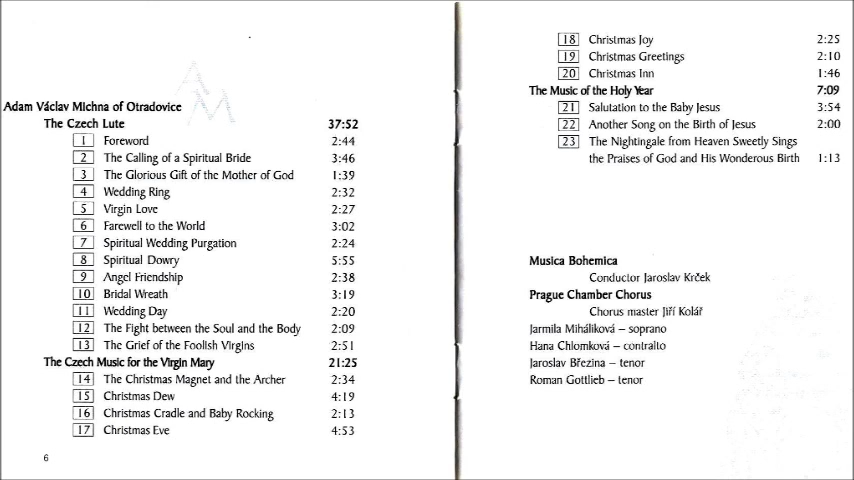 Adam Václav Michna of Otradovice
The Czech Lute 37:52
1 Foreword 2:44
2 The Calling of a Spiritual Bride 3:46
3 The Glorious Gift of the Mother of God 1:39
4 Wedding Ring 2:32
5 Virgin Love 2:27
6 Farewell to the World 3:02
7 Spiritual Wedding Purgation 2:24
8 Spiritual Dowry 5:55
9 Angel Friendship 2:38
10 Bridal Wreath 3:19
11 Wedding Day 2:20
12 The Fight between the Soul and the Body 2:09
13 The Grief of the Foolish Virgins 2:51
The Czech Music for the Virgin Mary 21:25
14 The Christmas Magnet and the Archer 2:34
15 Christmas Dew 4:19
16 Christmas Cradle and Baby Rocking 2:13
17 Christmas Eve 4:53
6
18 Christmas Joy 2:25
19 Christmas Greetings 2:10
20 Christmas Inn 1:46
The Music of the Holy Year 7:09
21 Salutation to the Baby Jesus 3:54
22 Another Song on the Birth of Jesus 2:00
23 The Nightingale from Heaven Sweetly Sings
the Praises of God and His Wonderous Birth 1:13
Musica Bohemica
Conductor Jaroslav Krček
Prague Chamber Chorus
Chorus master Jiří Kolář
Jarmila Miháliková – soprano
Hana Chlomková – contralto
Jaroslav Březina – tenor
Roman Gottlieb – tenor